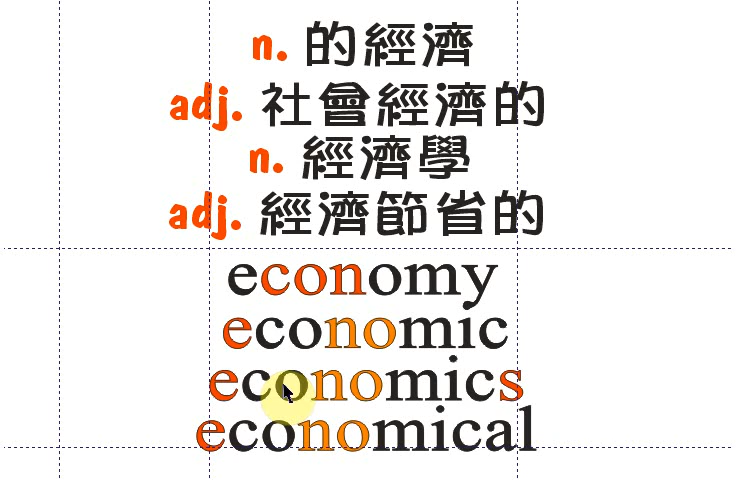 n. 的經濟
adj. 社會經濟的
n. 經濟學
adj. 經濟節省的
economy
economic
economics
economical